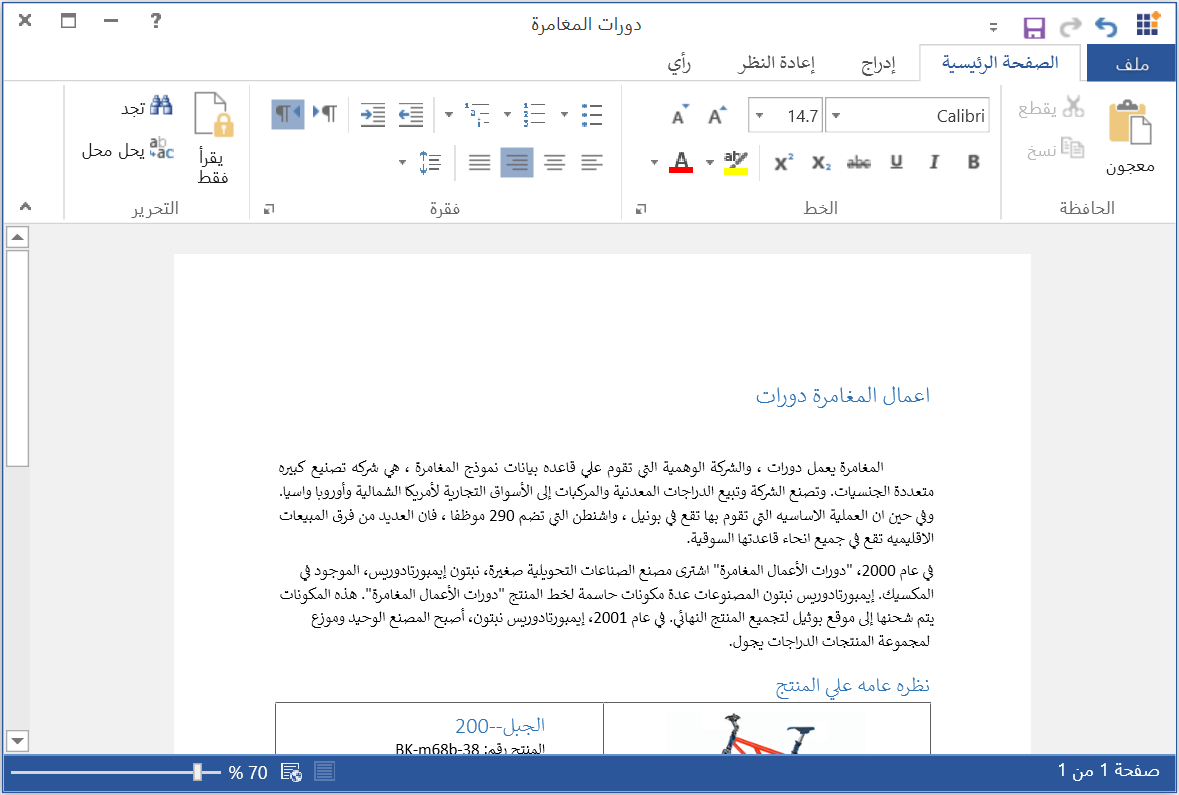 دورات المغامرة
ملف
الصفحة الرئيسية
إدراج
إعادة النظر
رأي
معجون
يقطع
نسخ
الحافظة
Calibri
14.7
B
I
U
abc
X₂
X²
ab
A
A
A
الخط
فقرة
يقرأ
فقط
تجد
يحل محل
التحرير
اعمال المغامرة دورات
المغامرة يعمل دورات ، والشركة الوهمية التي تقوم علي قاعده بيانات نموذج المغامرة ، هي شركه تصنيع كبيره
متعددة الجنسيات. وتصنع الشركة وتبيع الدراجات المعدنية والمركبات إلى الأسواق التجارية لأمريكا الشمالية وأوروبا واسيا.
وفي حين ان العملية الاساسيه التي تقوم بها تقع في بونيل ، واشنطن التي تضم 290 موظفا ، فان العديد من فرق المبيعات
الاقليميه تقع في جميع انحاء قاعدتها السوقية.
في عام 2000، "دورات الأعمال المغامرة" اشترى مصنع الصناعات التحويلية صغيرة، نبتون إيمبورتادوريس، الموجود في
المكسيك. إيمبورتادوريس نبتون المصنوعات عدة مكونات حاسمة لخط المنتج "دورات الأعمال المغامرة". هذه المكونات
يتم شحنها إلى موقع بوثيل لتجميع المنتج النهائي. في عام 2001، إيمبورتادوريس نبتون، أصبح المصنع الوحيد وموزع
لمجموعة المنتجات الدراجات يجول.
نظره عامه علي المنتج
الجبل--200
المنتج رقم: BK-m68b-38
صفحة 1 من 1
70 %